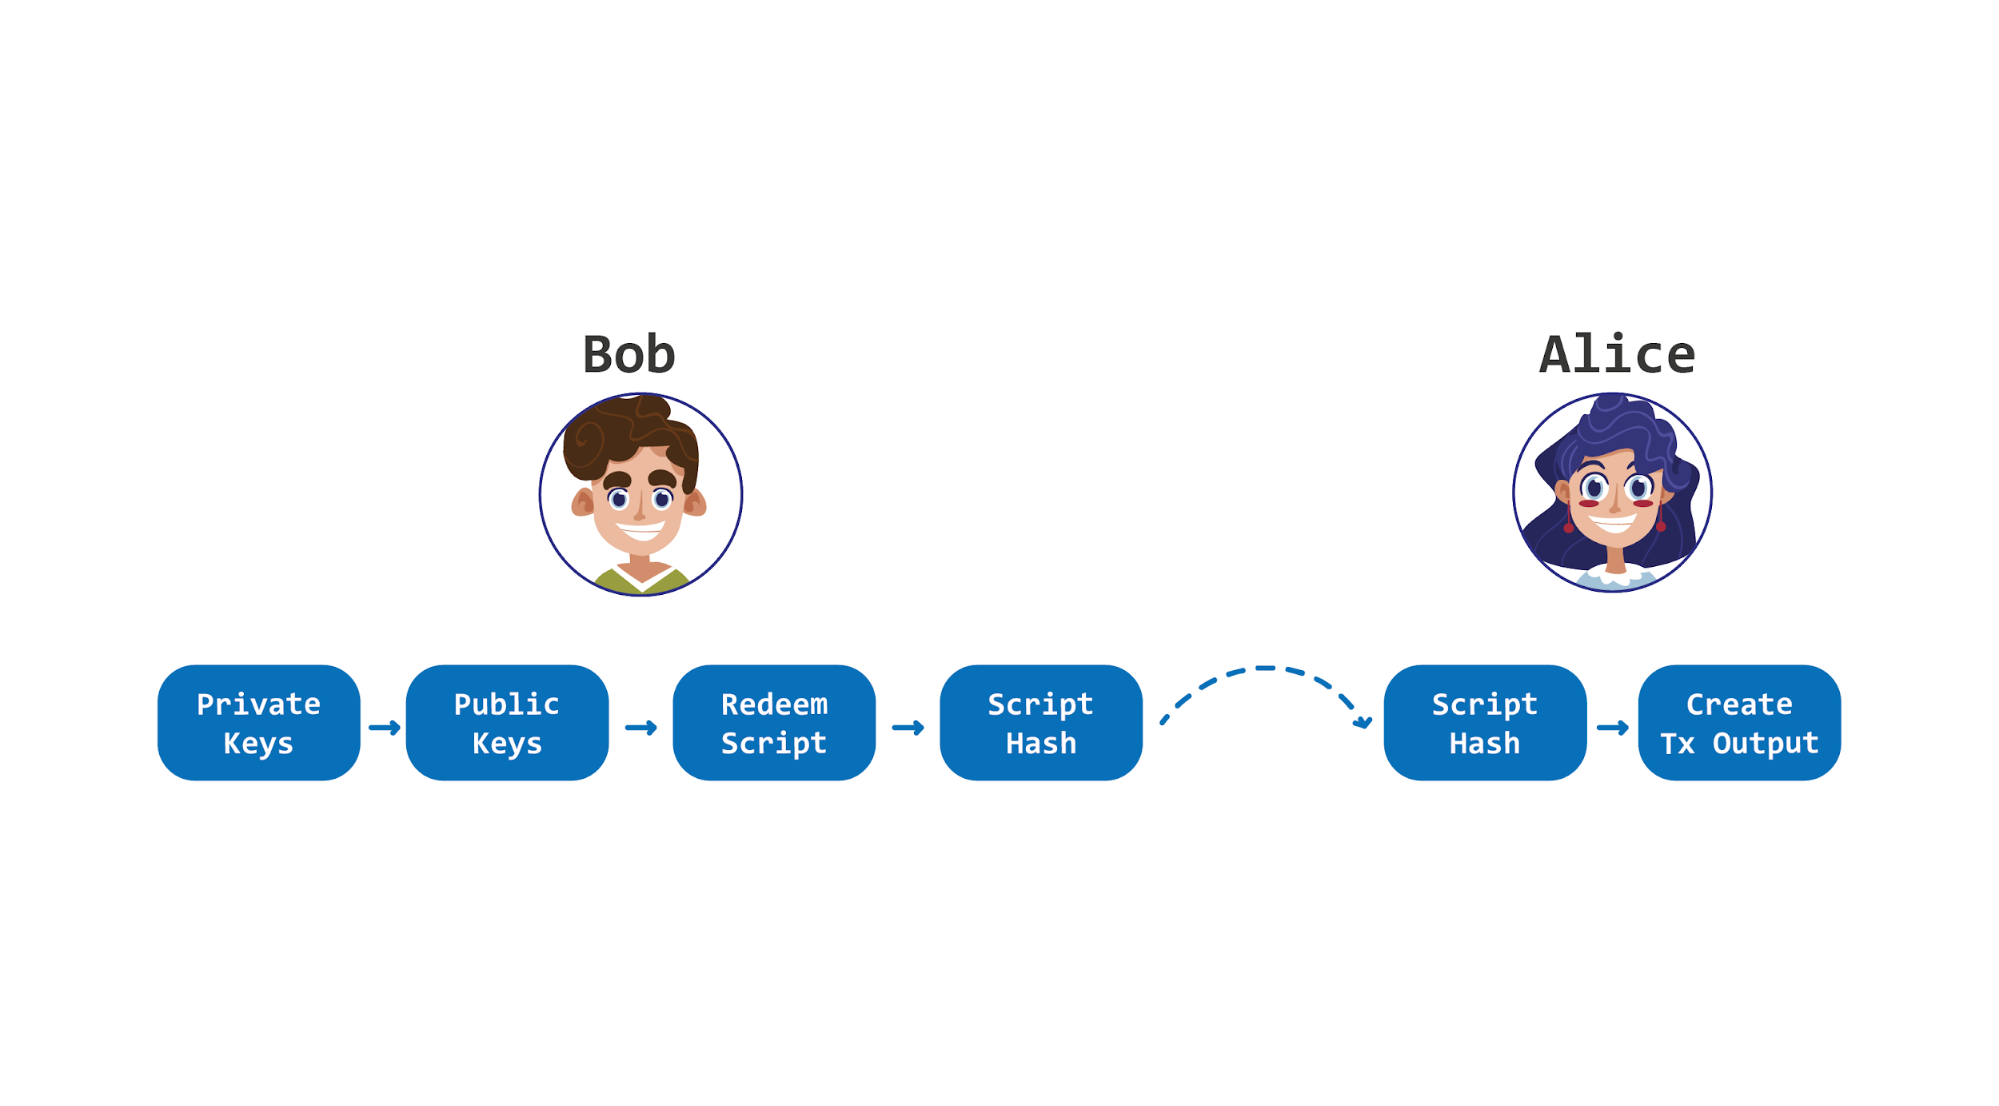 Bob
Alice
Private
Keys
Public
Keys
Redeem
Script
Script
Hash
Script
Hash
Create
Tx Output